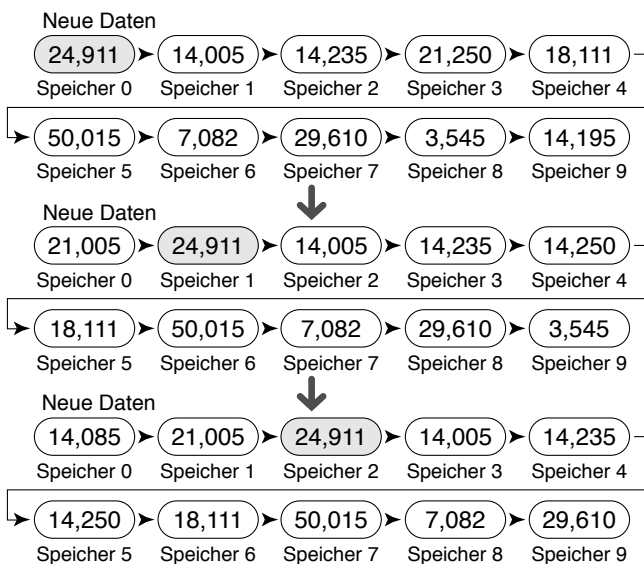 Neue Daten
24,911 14,005 14,235 21,250 18,111
Speicher 0 Speicher 1 Speicher 2 Speicher 3 Speicher 4
50,015 7,082 29,610 3,545 14,195
Speicher 5 Speicher 6 Speicher 7 Speicher 8 Speicher 9
Neue Daten
21,005 24,911 14,005 14,235 14,250
Speicher 0 Speicher 1 Speicher 2 Speicher 3 Speicher 4
18,111 50,015 7,082 29,610 3,545
Speicher 5 Speicher 6 Speicher 7 Speicher 8 Speicher 9
Neue Daten
14,085 21,005 24,911 14,005 14,235
Speicher 0 Speicher 1 Speicher 2 Speicher 3 Speicher 4
14,250 18,111 50,015 7,082 29,610
Speicher 5 Speicher 6 Speicher 7 Speicher 8 Speicher 9